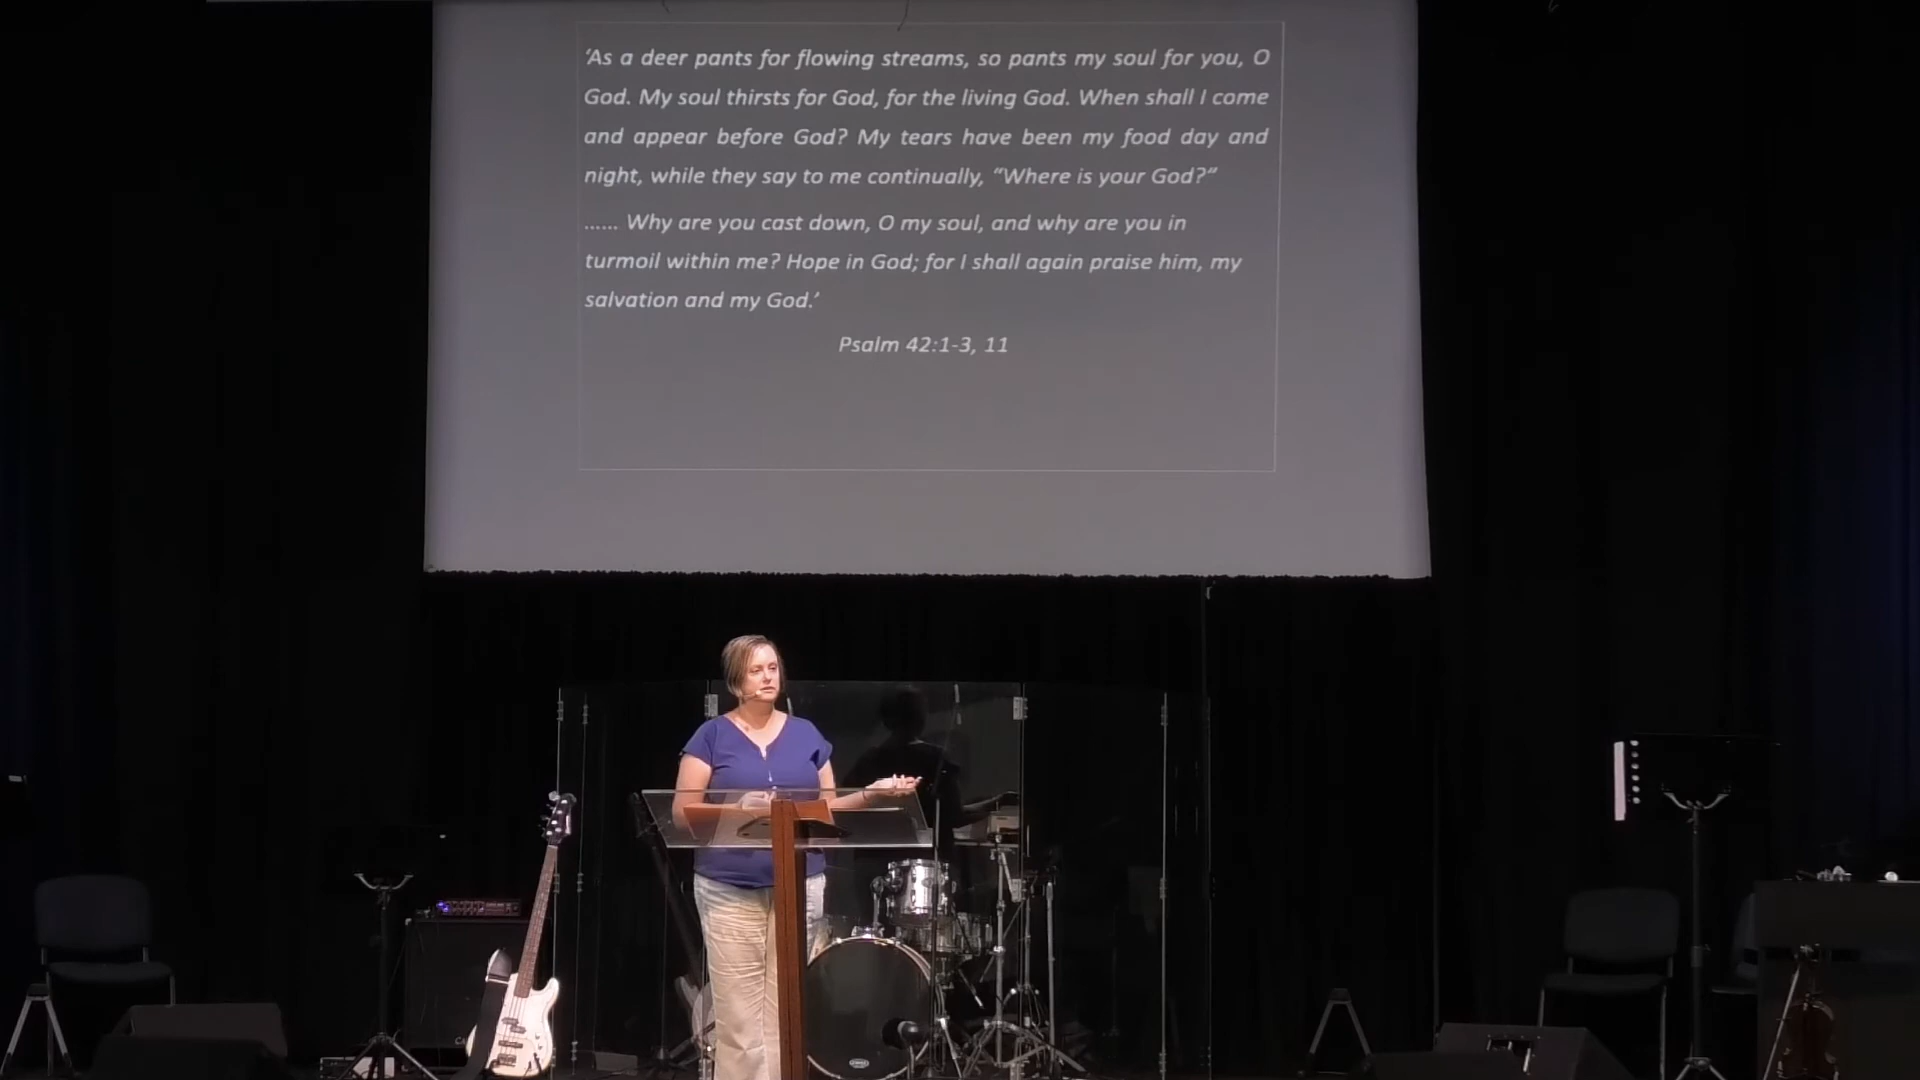 ‘As a deer pants for flowing streams, so pants my soul for you, O
God. My soul thirsts for God, for the living God. When shall I come
and appear before God? My tears have been my food day and
night, while they say to me continually, “Where is your God?”
...... Why are you cast down, O my soul, and why are you in
turmoil within me? Hope in God; for I shall again praise him, my
salvation and my God.’
Psalm 42:1-3, 11